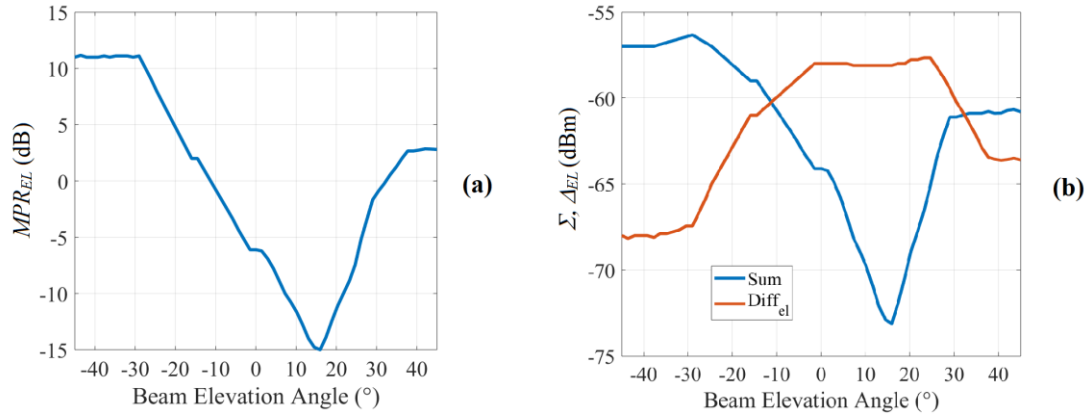 15
10
5
0
-5
-10
-15
MPR_EL (dB)
-40 -30 -20 -10 0 10 20 30 40
Beam Elevation Angle (°)
(a)
-55
-60
-65
-70
-75
Σ, Δ_EL (dBm)
Sum
Diff_el
-40 -30 -20 -10 0 10 20 30 40
Beam Elevation Angle (°)
(b)